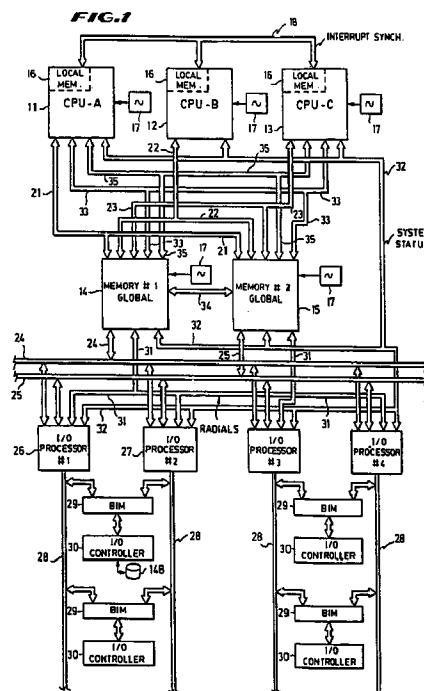 FIG.1
18
INTERRUPT SYNCH.
16 LOCAL MEM. CPU-A 11 17
16 LOCAL MEM. CPU-B 12 17
16 LOCAL MEM. CPU-C 13 17
22
35 32
21 35
33 22 33
23 23 33
33 35 21 35
SYSTEM STATUS
17 17
MEMORY #1 GLOBAL 14
34
MEMORY #2 GLOBAL 15
24 31 32 25 31
24
25
31 RADIALS 31
32
26 I/O PROCESSOR #1
27 I/O PROCESSOR #2
I/O PROCESSOR #3
I/O PROCESSOR #4
28 29 BIM 28
30 I/O CONTROLLER
14B
29 BIM
30 I/O CONTROLLER
28 29 BIM 28
30 I/O CONTROLLER
29 BIM
30 I/O CONTROLLER